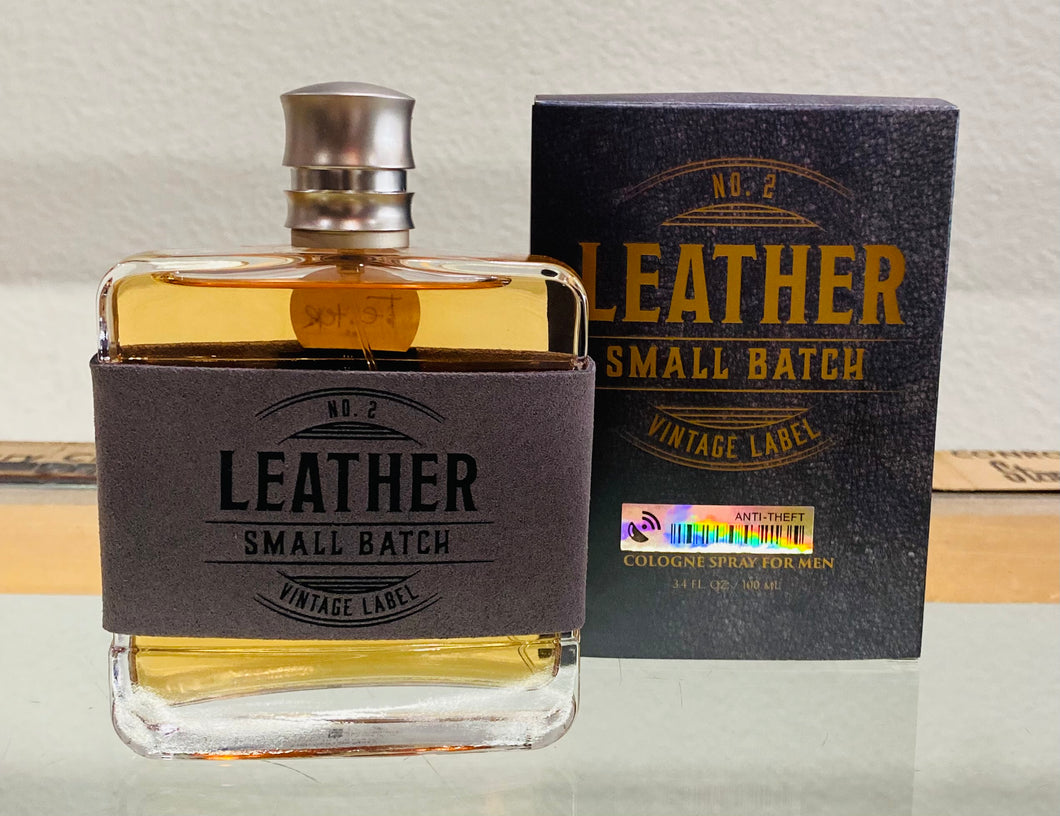 NO. 2
LEATHER
SMALL BATCH
VINTAGE LABEL
NO. 2
LEATHER
SMALL BATCH
VINTAGE LABEL
ANTI-THEFT
COLOGNE SPRAY FOR MEN
3.4 FL. OZ. / 100 ML